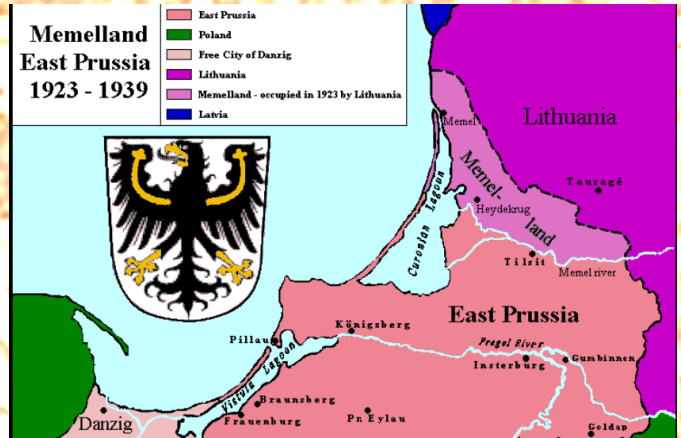 Memelland
East Prussia
1923 - 1939
East Prussia
Poland
Free City of Danzig
Lithuania
Memelland - occupied in 1923 by Lithuania
Latvia
Lithuania
Memel
Memel-
land
Tauragė
Heydekrug
Curonian Lagoon
Tilsit
Memel river
East Prussia
Königsberg
Pillau
Pregel River
Insterburg
Gumbinnen
Vistula Lagoon
Braunsberg
Frauenburg
Pr. Eylau
Danzig
Goldap